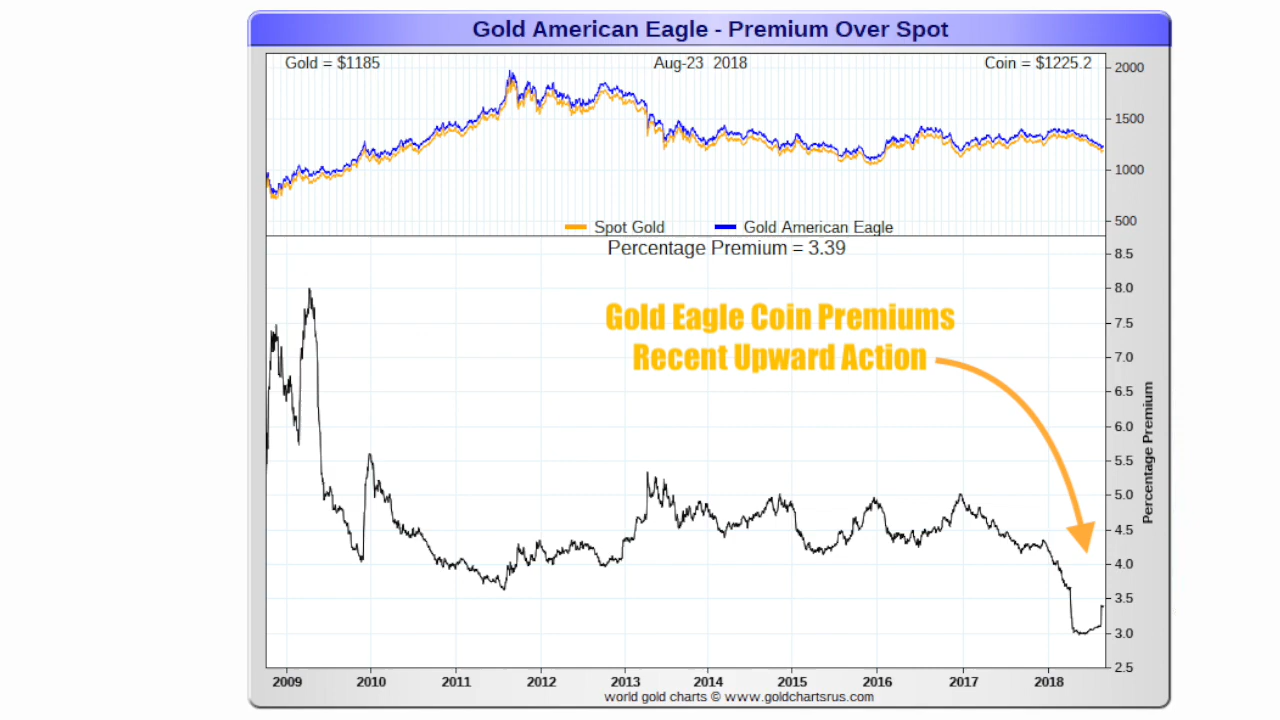 Gold American Eagle - Premium Over Spot
Gold = $1185
Aug-23 2018
Coin = $1225.2
2000
1500
1000
500
Spot Gold
Gold American Eagle
Percentage Premium = 3.39
8.5
8.0
7.5
7.0
6.5
6.0
5.5
5.0
4.5
4.0
3.5
3.0
2.5
Gold Eagle Coin Premiums
Recent Upward Action
Percentage Premium
2009 2010 2011 2012 2013 2014 2015 2016 2017 2018
world gold charts © www.goldchartsrus.com